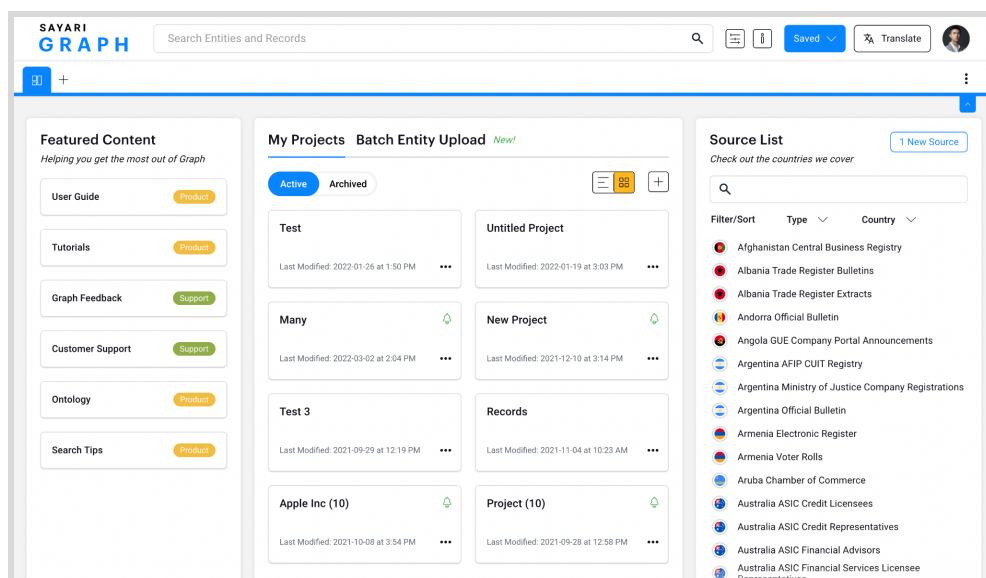 SAYARI
GRAPH
Search Entities and Records
Saved
Translate
Featured Content
Helping you get the most out of Graph
User Guide
Product
Tutorials
Product
Graph Feedback
Support
Customer Support
Support
Ontology
Product
Search Tips
Product
My Projects Batch Entity Upload New!
Active Archived
Test
Last Modified: 2022-01-26 at 1:50 PM
Untitled Project
Last Modified: 2022-01-19 at 3:03 PM
Many
Last Modified: 2022-03-02 at 2:04 PM
New Project
Last Modified: 2021-12-10 at 3:14 PM
Test 3
Last Modified: 2021-09-29 at 12:19 PM
Records
Last Modified: 2021-11-04 at 10:23 AM
Apple Inc (10)
Last Modified: 2021-10-08 at 3:54 PM
Project (10)
Last Modified: 2021-09-28 at 12:58 PM
Source List
1 New Source
Check out the countries we cover
Filter/Sort Type Country
Afghanistan Central Business Registry
Albania Trade Register Bulletins
Albania Trade Register Extracts
Andorra Official Bulletin
Angola GUE Company Portal Announcements
Argentina AFIP CUIT Registry
Argentina Ministry of Justice Company Registrations
Argentina Official Bulletin
Armenia Electronic Register
Armenia Voter Rolls
Aruba Chamber of Commerce
Australia ASIC Credit Licensees
Australia ASIC Credit Representatives
Australia ASIC Financial Advisors
Australia ASIC Financial Services Licensee
Representatives